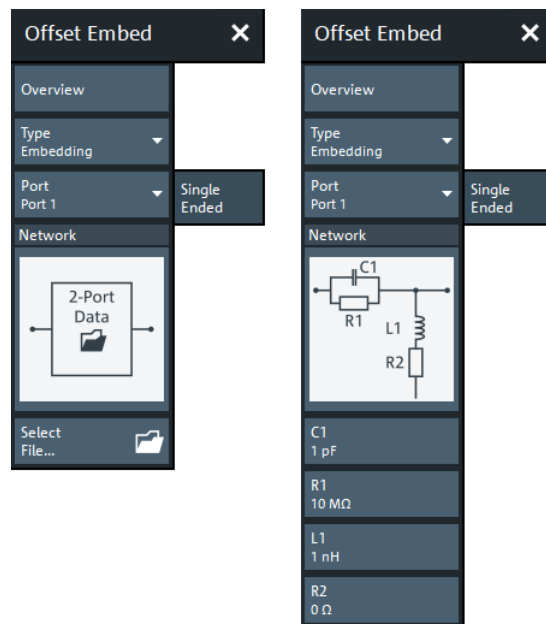 Offset Embed
Overview
Type
Embedding
Port
Port 1
Single
Ended
Network
2-Port
Data
Select
File...
Offset Embed
Overview
Type
Embedding
Port
Port 1
Single
Ended
Network
C1
R1
L1
R2
C1
1 pF
R1
10 MΩ
L1
1 nH
R2
0 Ω